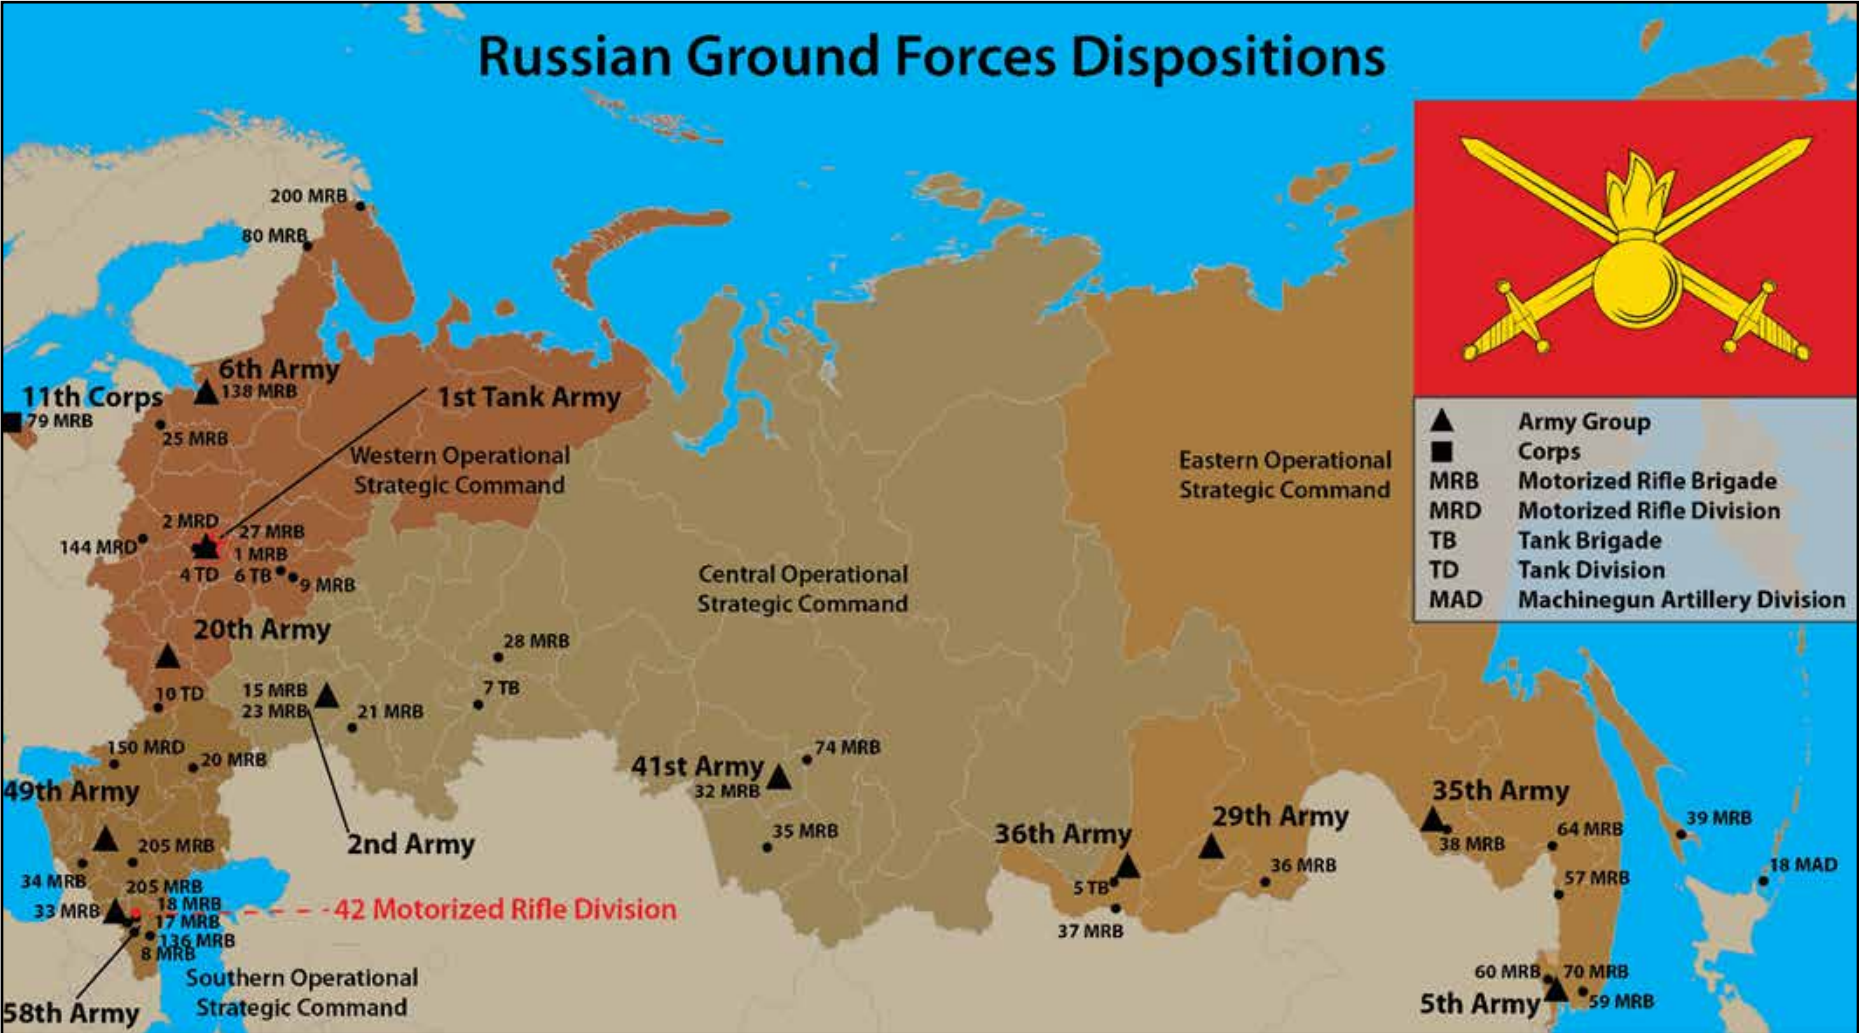 Russian Ground Forces Dispositions
200 MRB
80 MRB
6th Army
138 MRB
11th Corps
79 MRB
1st Tank Army
25 MRB
Western Operational
Strategic Command
Eastern Operational
Strategic Command
Army Group
Corps
MRB Motorized Rifle Brigade
MRD Motorized Rifle Division
TB Tank Brigade
TD Tank Division
MAD Machinegun Artillery Division
2 MRD
27 MRB
144 MRD
1 MRB
4 TD
6 TB
9 MRB
Central Operational
Strategic Command
20th Army
28 MRB
10 TD
15 MRB
23 MRB
7 TB
21 MRB
150 MRD
20 MRB
74 MRB
41st Army
32 MRB
49th Army
35th Army
29th Army
39 MRB
35 MRB
36th Army
64 MRB
38 MRB
205 MRB
2nd Army
36 MRB
18 MAD
34 MRB
205 MRB
5 TB
57 MRB
18 MRB
33 MRB
42 Motorized Rifle Division
17 MRB
37 MRB
136 MRB
8 MRB
Southern Operational
Strategic Command
60 MRB
70 MRB
58th Army
5th Army
59 MRB